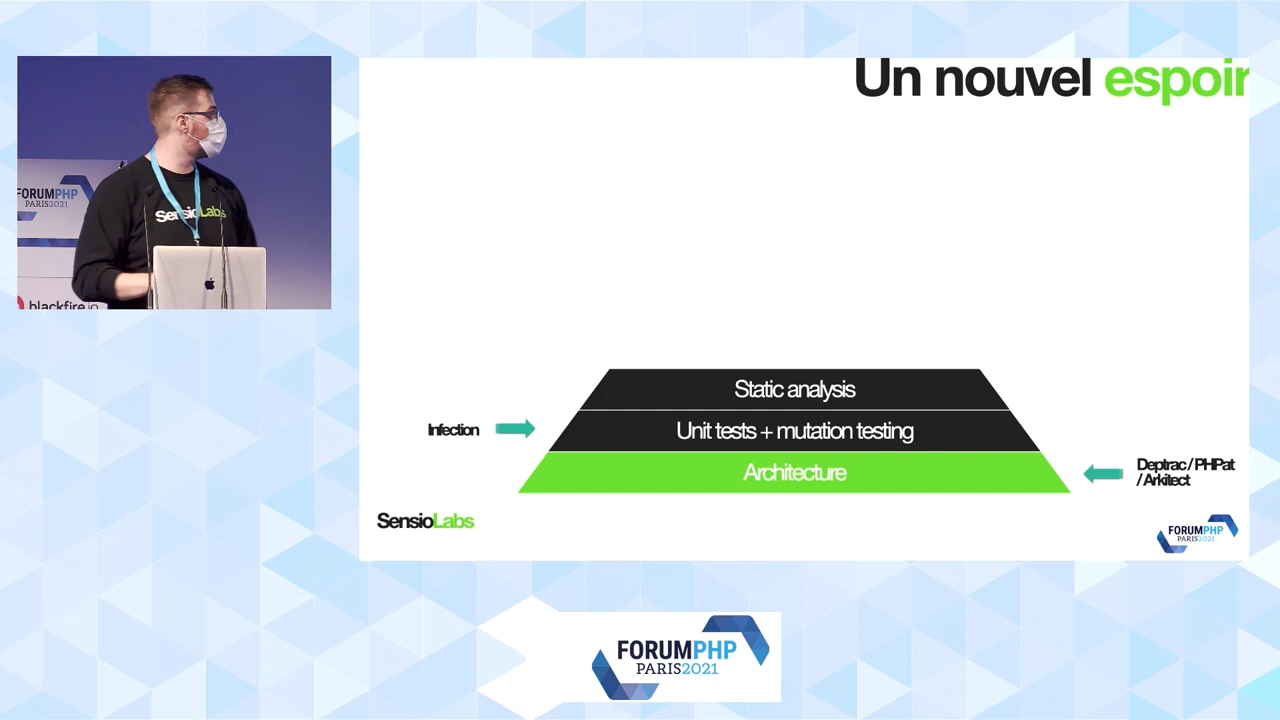 Un nouvel espoir
FORUMPHP
PARIS2021
SensioLabs
blackfire.io
Static analysis
Infection
Unit tests + mutation testing
Architecture
Deptrac / PHPat
/ Arkitect
SensioLabs
FORUMPHP
PARIS2021
FORUMPHP
PARIS2021